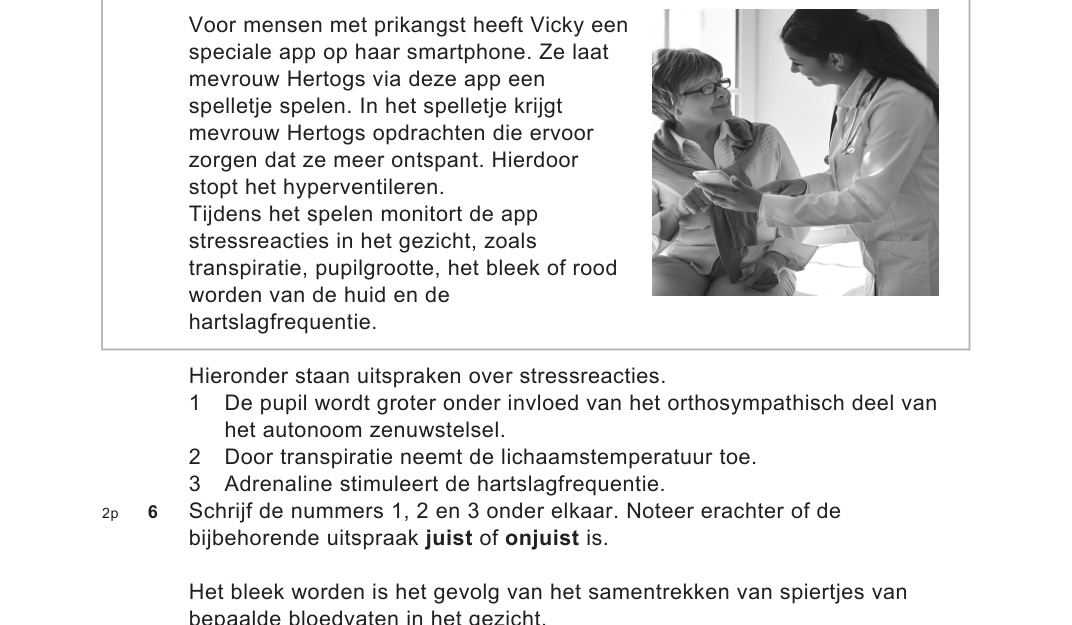 Voor mensen met prikangst heeft Vicky een
speciale app op haar smartphone. Ze laat
mevrouw Hertogs via deze app een
spelletje spelen. In het spelletje krijgt
mevrouw Hertogs opdrachten die ervoor
zorgen dat ze meer ontspant. Hierdoor
stopt het hyperventileren.
Tijdens het spelen monitort de app
stressreacties in het gezicht, zoals
transpiratie, pupilgrootte, het bleek of rood
worden van de huid en de
hartslagfrequentie.
Hieronder staan uitspraken over stressreacties.
1 De pupil wordt groter onder invloed van het orthosympathisch deel van
het autonoom zenuwstelsel.
2 Door transpiratie neemt de lichaamstemperatuur toe.
3 Adrenaline stimuleert de hartslagfrequentie.
2p 6 Schrijf de nummers 1, 2 en 3 onder elkaar. Noteer erachter of de
bijbehorende uitspraak juist of onjuist is.
Het bleek worden is het gevolg van het samentrekken van spiertjes van
bepaalde bloedvaten in het gezicht.